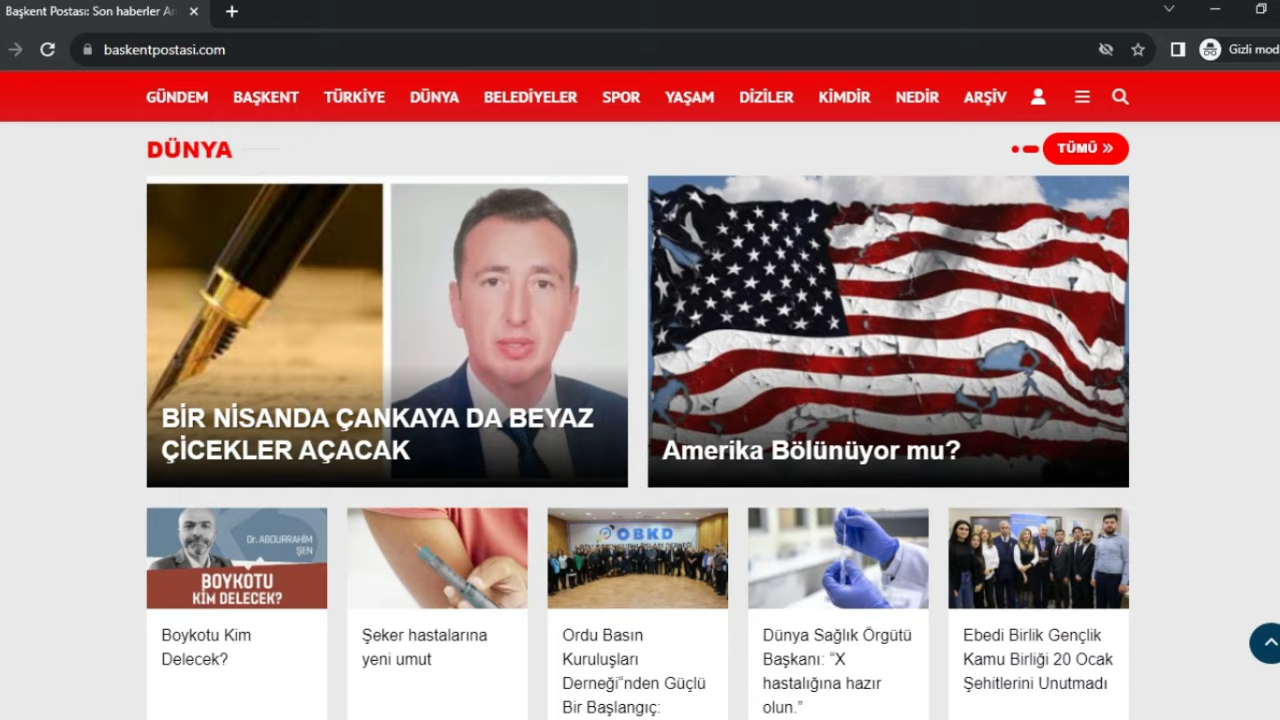 Başkent Postası: Son haberler An
baskentpostasi.com
Gizli mod
GÜNDEM BAŞKENT TÜRKİYE DÜNYA BELEDİYELER SPOR YAŞAM DİZİLER KİMDİR NEDİR ARŞİV
DÜNYA
TÜMÜ
BİR NİSANDA ÇANKAYA DA BEYAZ
ÇİCEKLER AÇACAK
Amerika Bölünüyor mu?
Dr. ABDURRAHİM
ŞEN
BOYKOTU
KİM DELECEK?
OBKD
Boykotu Kim
Delecek?
Şeker hastalarına
yeni umut
Ordu Basın
Kuruluşları
Derneği“nden Güçlü
Bir Başlangıç:
Dünya Sağlık Örgütü
Başkanı: “X
hastalığına hazır
olun.”
Ebedi Birlik Gençlik
Kamu Birliği 20 Ocak
Şehitlerini Unutmadı